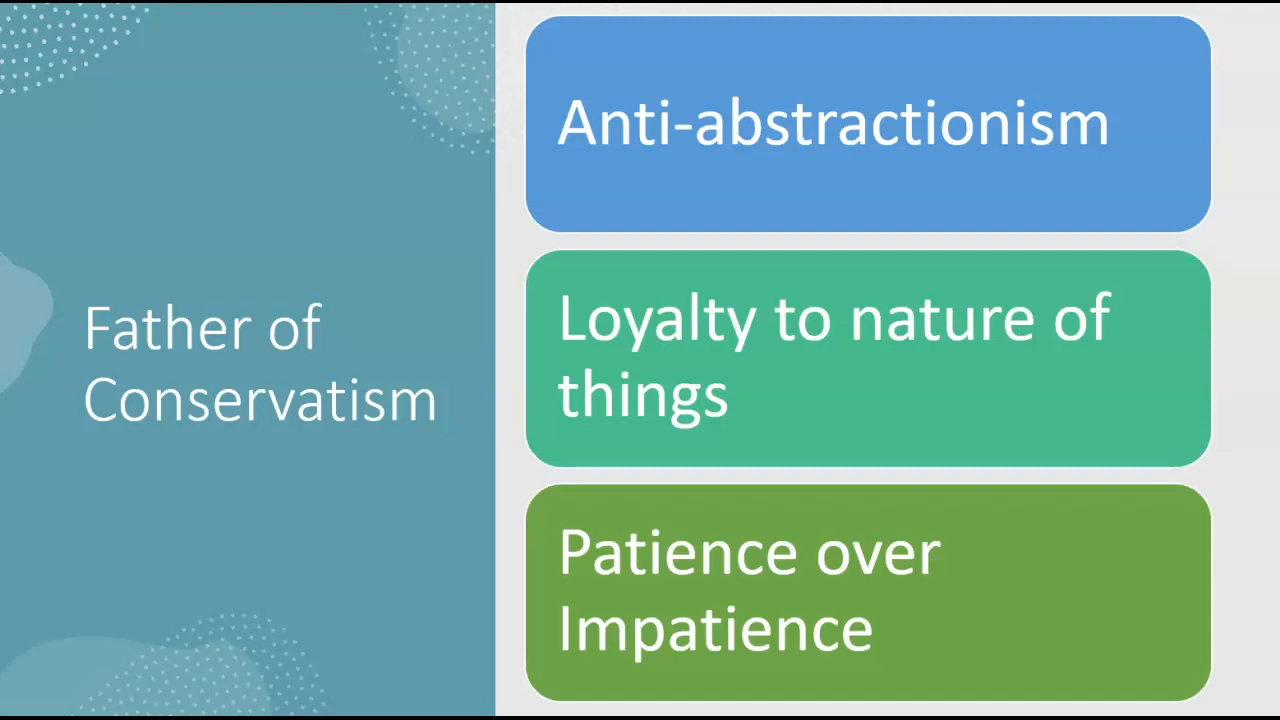 Father of
Conservatism
Anti-abstractionism
Loyalty to nature of
things
Patience over
Impatience